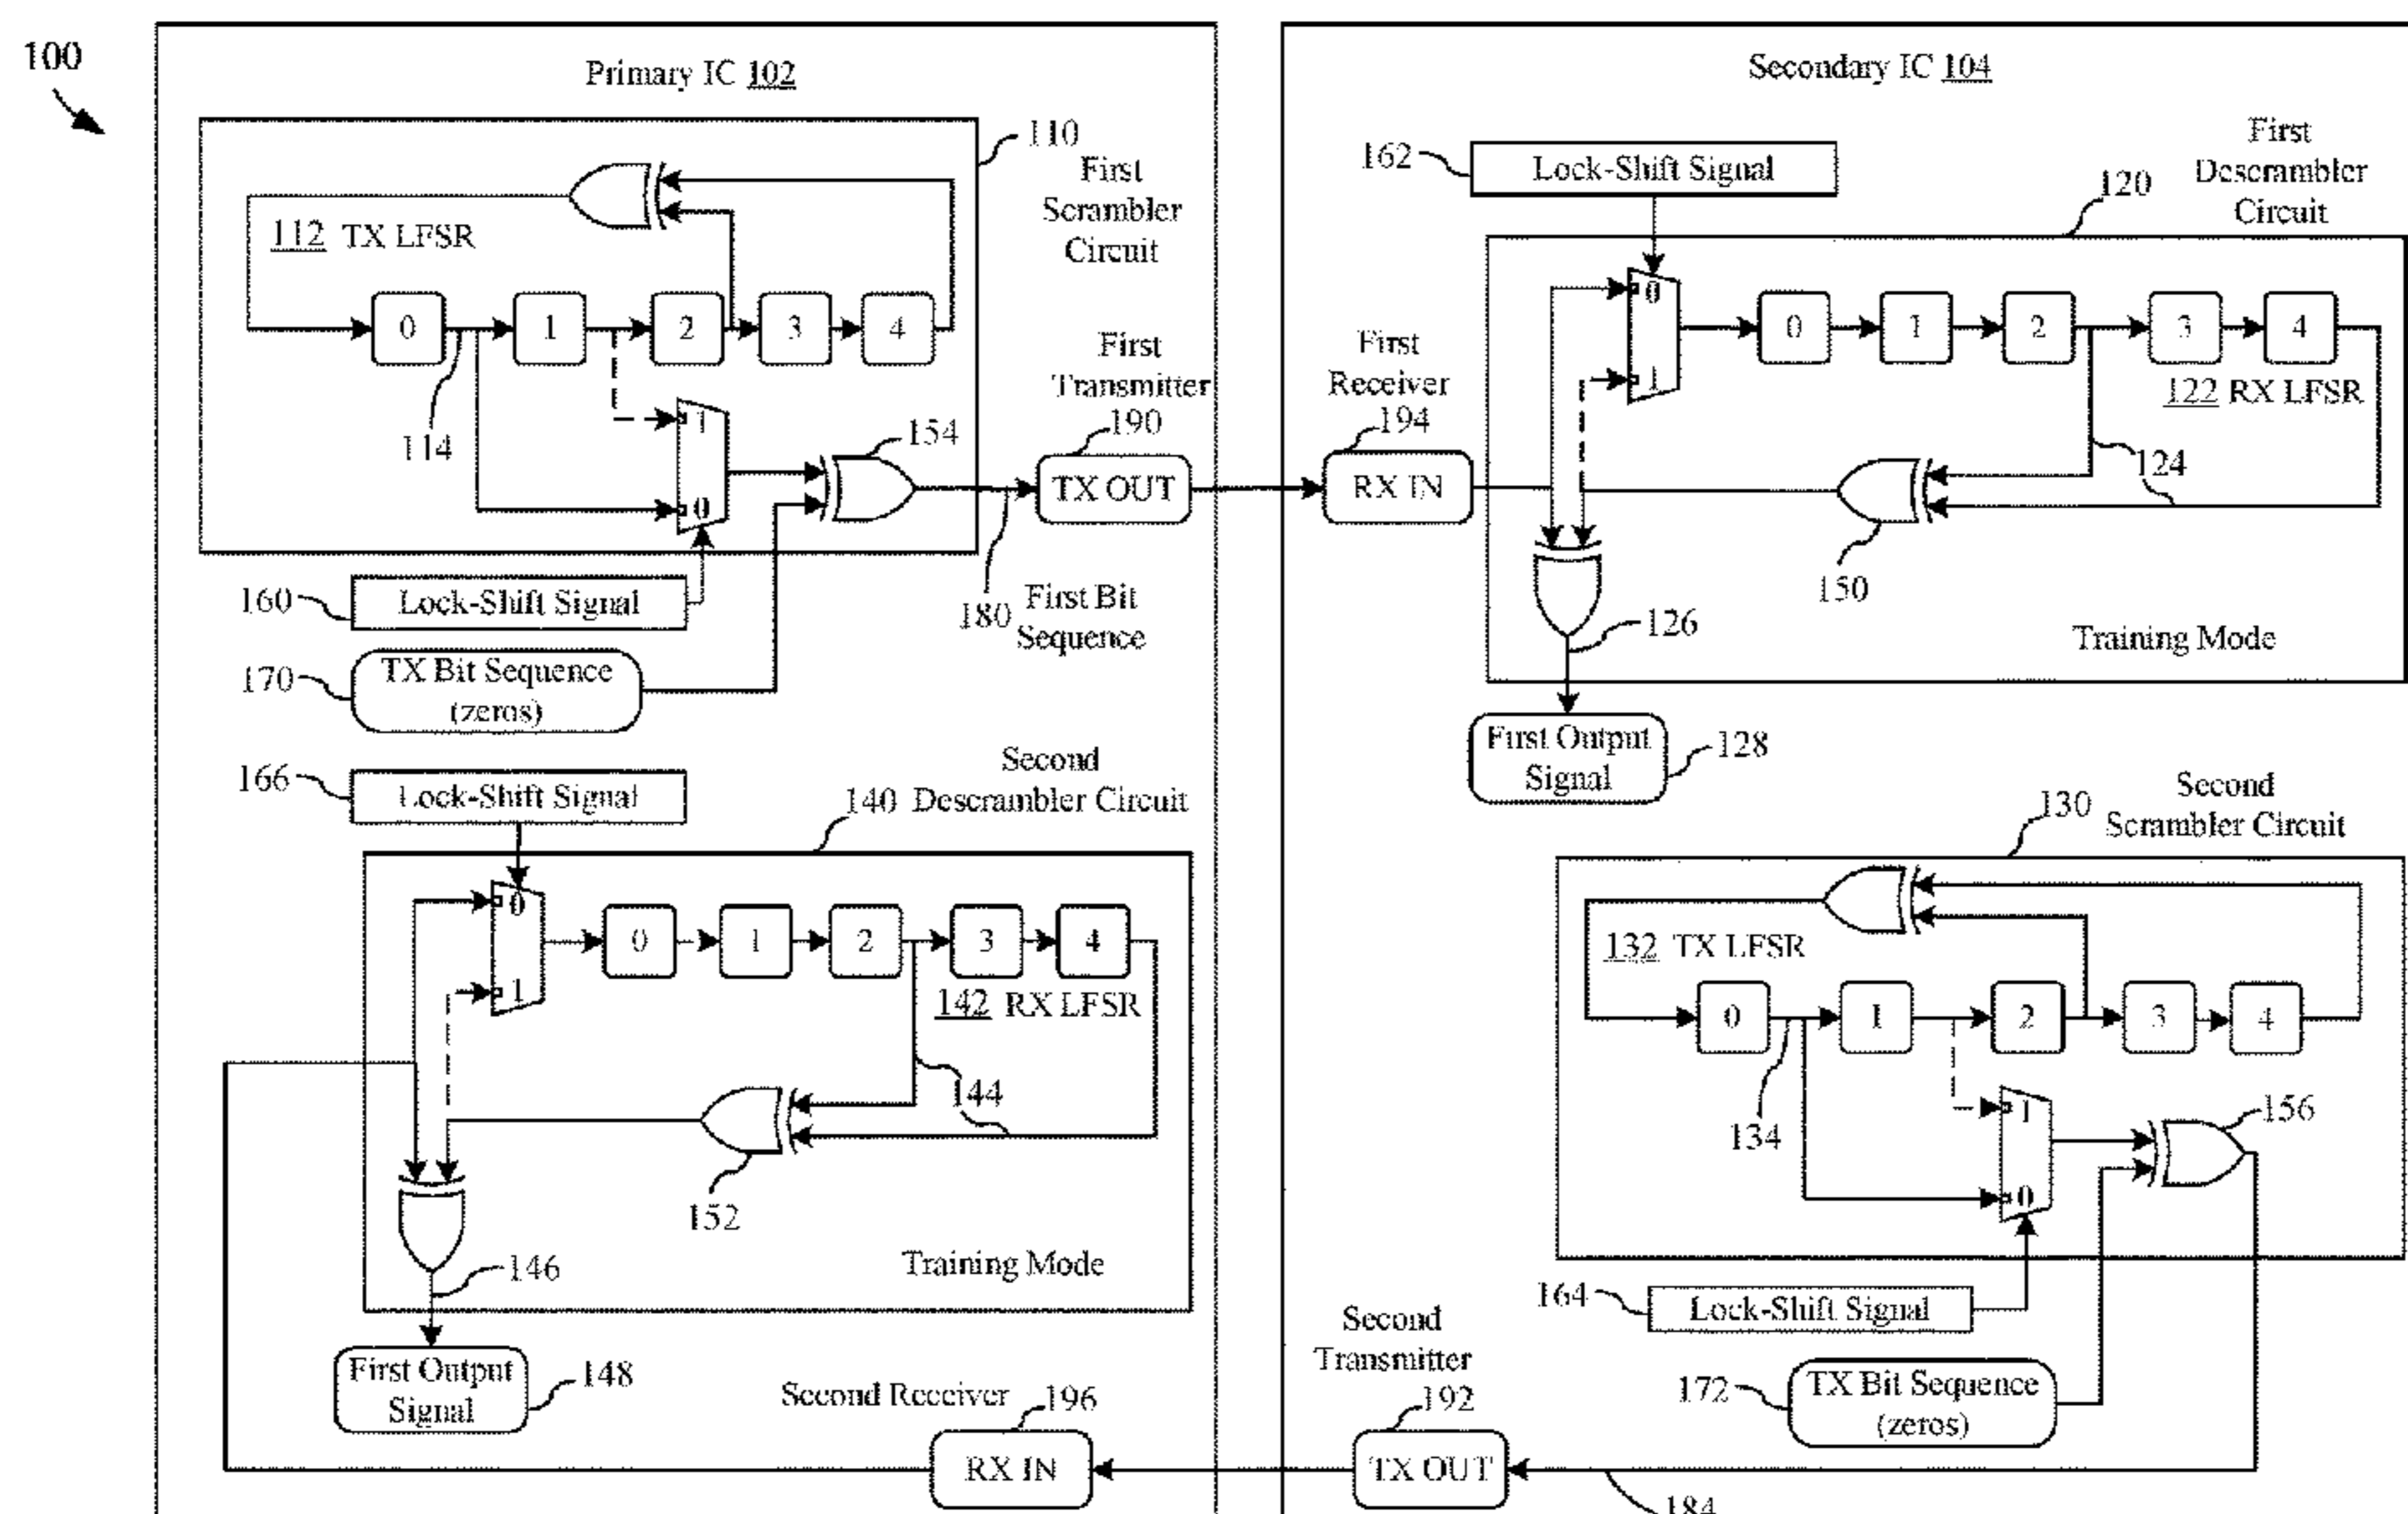 100
Primary IC 102
110
First
Scrambler
Circuit
112 TX LFSR
0
1
2
3
4
114
1
0
154
First
Transmitter
190
TX OUT
160
Lock-Shift Signal
180
First Bit
Sequence
170
TX Bit Sequence
(zeros)
Secondary IC 104
162
Lock-Shift Signal
First
Descrambler
Circuit
120
First
Receiver
194
RX IN
0
1
0
1
2
3
4
122 RX LFSR
124
150
126
Training Mode
First Output
Signal
128
166
Lock-Shift Signal
Second
140 Descrambler Circuit
0
1
0
1
2
3
4
142 RX LFSR
144
152
146
Training Mode
First Output
Signal
148
Second Receiver
196
RX IN
Second
Scrambler Circuit
130
132 TX LFSR
0
1
2
3
4
134
1
0
156
164
Lock-Shift Signal
Second
Transmitter
192
TX OUT
172
TX Bit Sequence
(zeros)
184